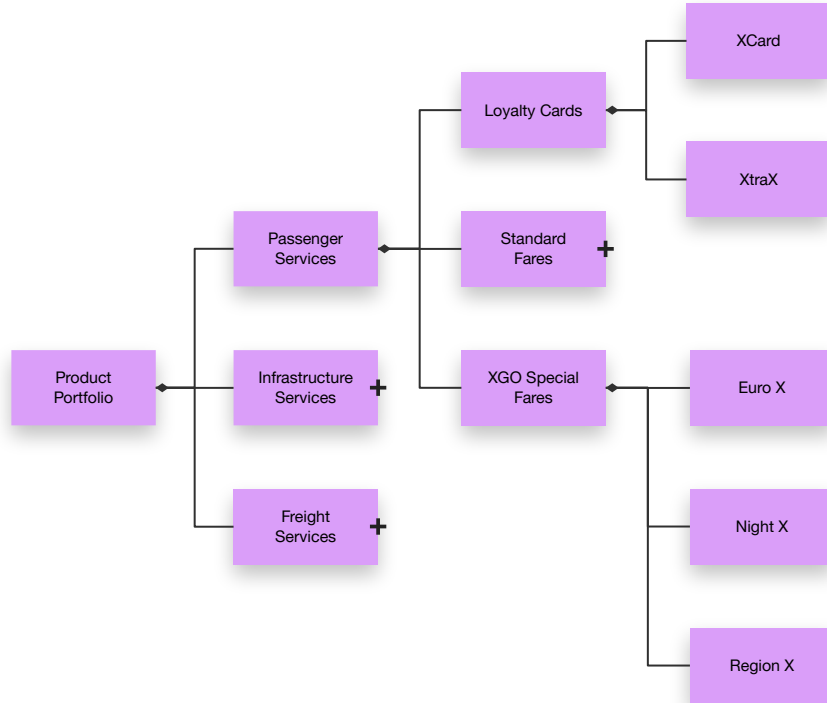 XCard
Loyalty Cards
XtraX
Passenger
Services
Standard
Fares
Product
Portfolio
Infrastructure
Services
XGO Special
Fares
Euro X
Freight
Services
Night X
Region X